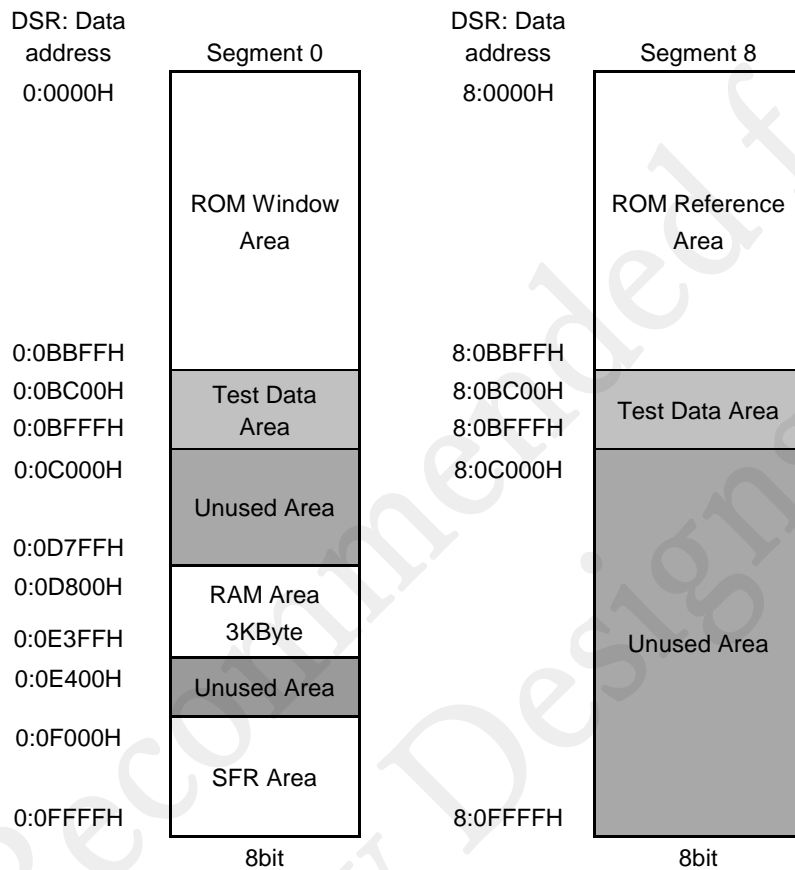 DSR: Data
address
Segment 0
DSR: Data
address
Segment 8
0:0000H
8:0000H
ROM Window
Area
ROM Reference
Area
0:0BBFFH
8:0BBFFH
0:0BC00H
8:0BC00H
Test Data
Area
Test Data Area
0:0BFFFH
8:0BFFFH
0:0C000H
8:0C000H
Unused Area
0:0D7FFH
0:0D800H
RAM Area
3KByte
0:0E3FFH
Unused Area
0:0E400H
Unused Area
0:0F000H
SFR Area
0:0FFFFH
8:0FFFFH
8bit
8bit
Recommended f
Designs